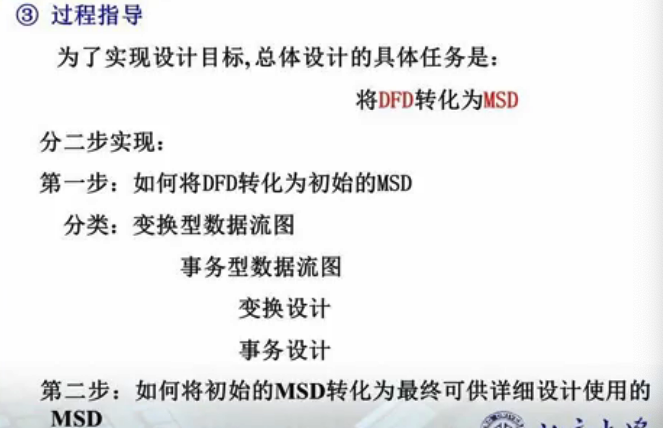 ③ 过程指导
为了实现设计目标,总体设计的具体任务是：
将DFD转化为MSD
分二步实现：
第一步：如何将DFD转化为初始的MSD
分类：变换型数据流图
事务型数据流图
变换设计
事务设计
第二步：如何将初始的MSD转化为最终可供详细设计使用的
MSD